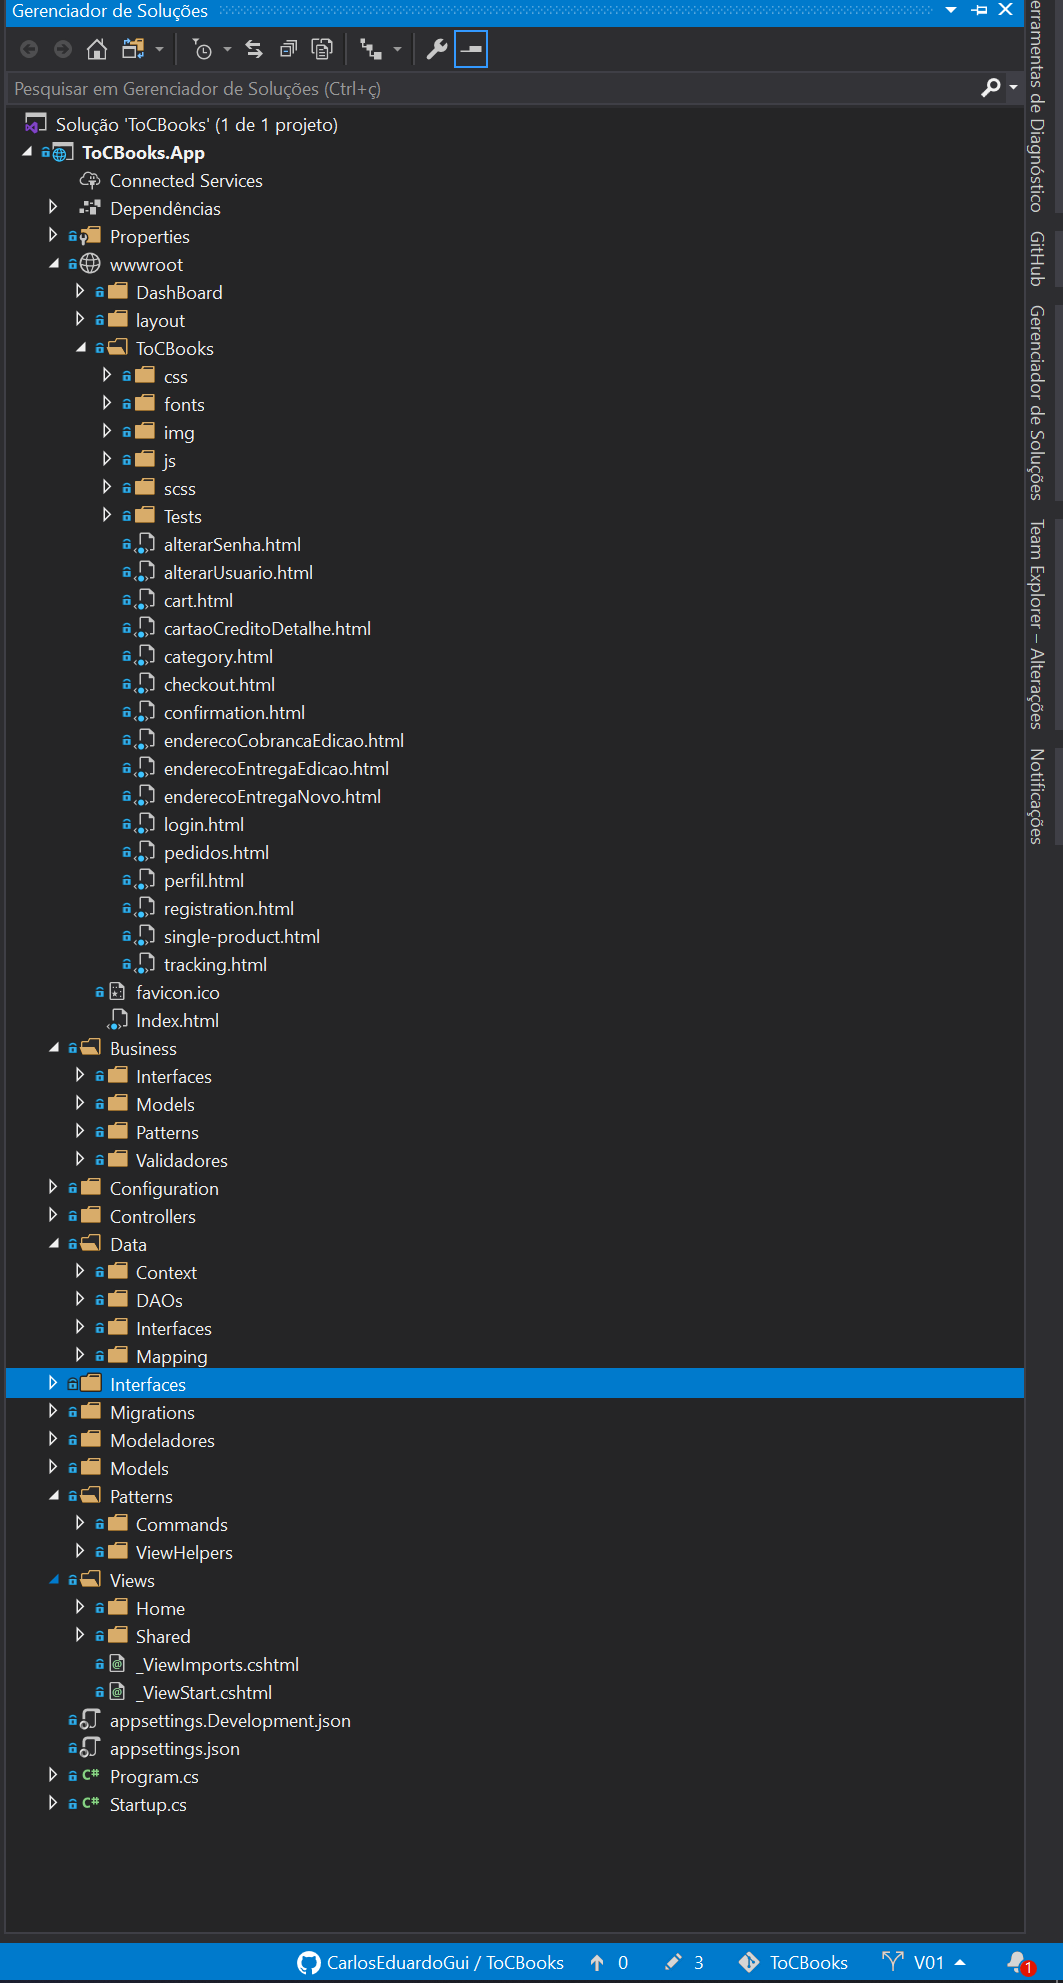 Gerenciador de Soluções
Pesquisar em Gerenciador de Soluções (Ctrl+ç)
Solução 'ToCBooks' (1 de 1 projeto)
ToCBooks.App
Connected Services
Dependências
Properties
wwwroot
DashBoard
layout
ToCBooks
css
fonts
img
js
scss
Tests
alterarSenha.html
alterarUsuario.html
cart.html
cartaoCreditoDetalhe.html
category.html
checkout.html
confirmation.html
enderecoCobrancaEdicao.html
enderecoEntregaEdicao.html
enderecoEntregaNovo.html
login.html
pedidos.html
perfil.html
registration.html
single-product.html
tracking.html
favicon.ico
Index.html
Business
Interfaces
Models
Patterns
Validadores
Configuration
Controllers
Data
Context
DAOs
Interfaces
Mapping
Interfaces
Migrations
Modeladores
Models
Patterns
Commands
ViewHelpers
Views
Home
Shared
_ViewImports.cshtml
_ViewStart.cshtml
appsettings.Development.json
appsettings.json
C# Program.cs
C# Startup.cs
erramentas de Diagnóstico
GitHub
Gerenciador de Soluções
Team Explorer – Alterações
Notificações
CarlosEduardoGui / ToCBooks 0 3 ToCBooks V01 1